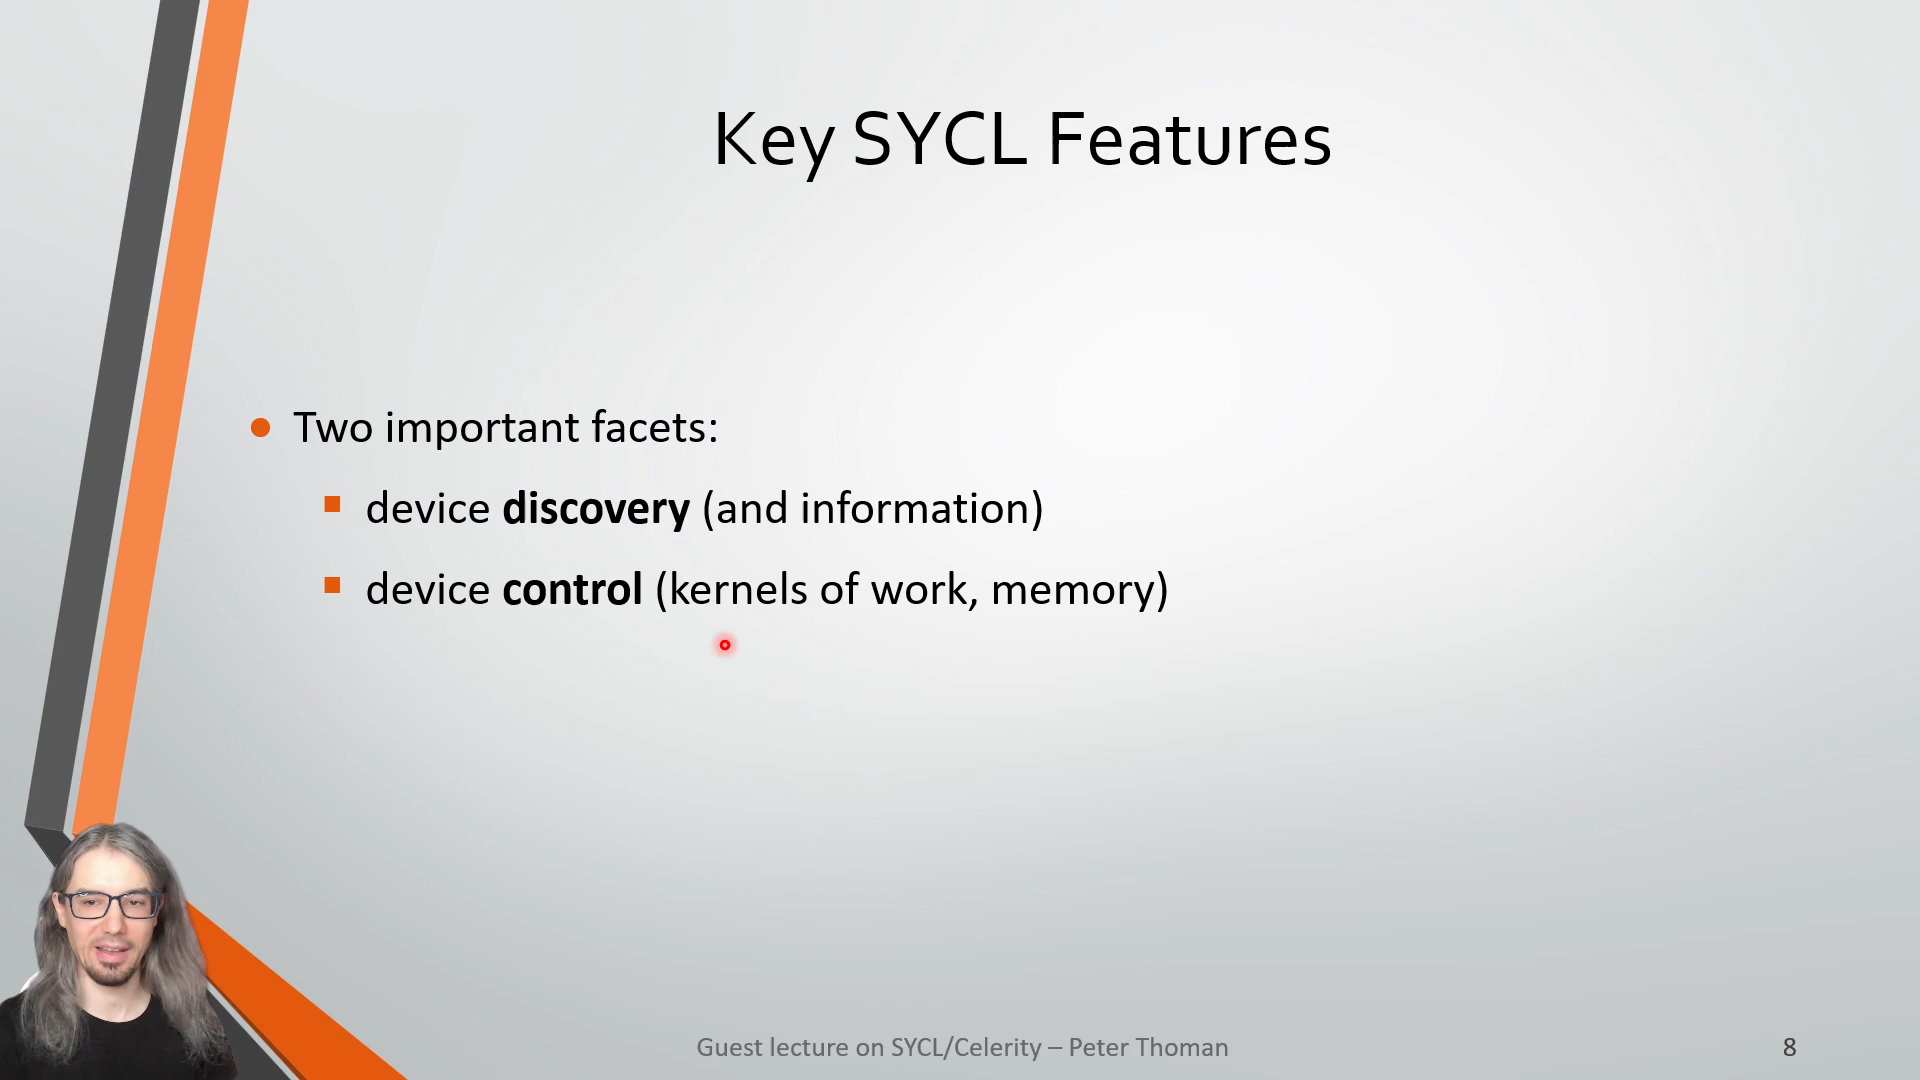 Key SYCL Features
Two important facets:
device discovery (and information)
device control (kernels of work, memory)
Guest lecture on SYCL/Celerity – Peter Thoman
8